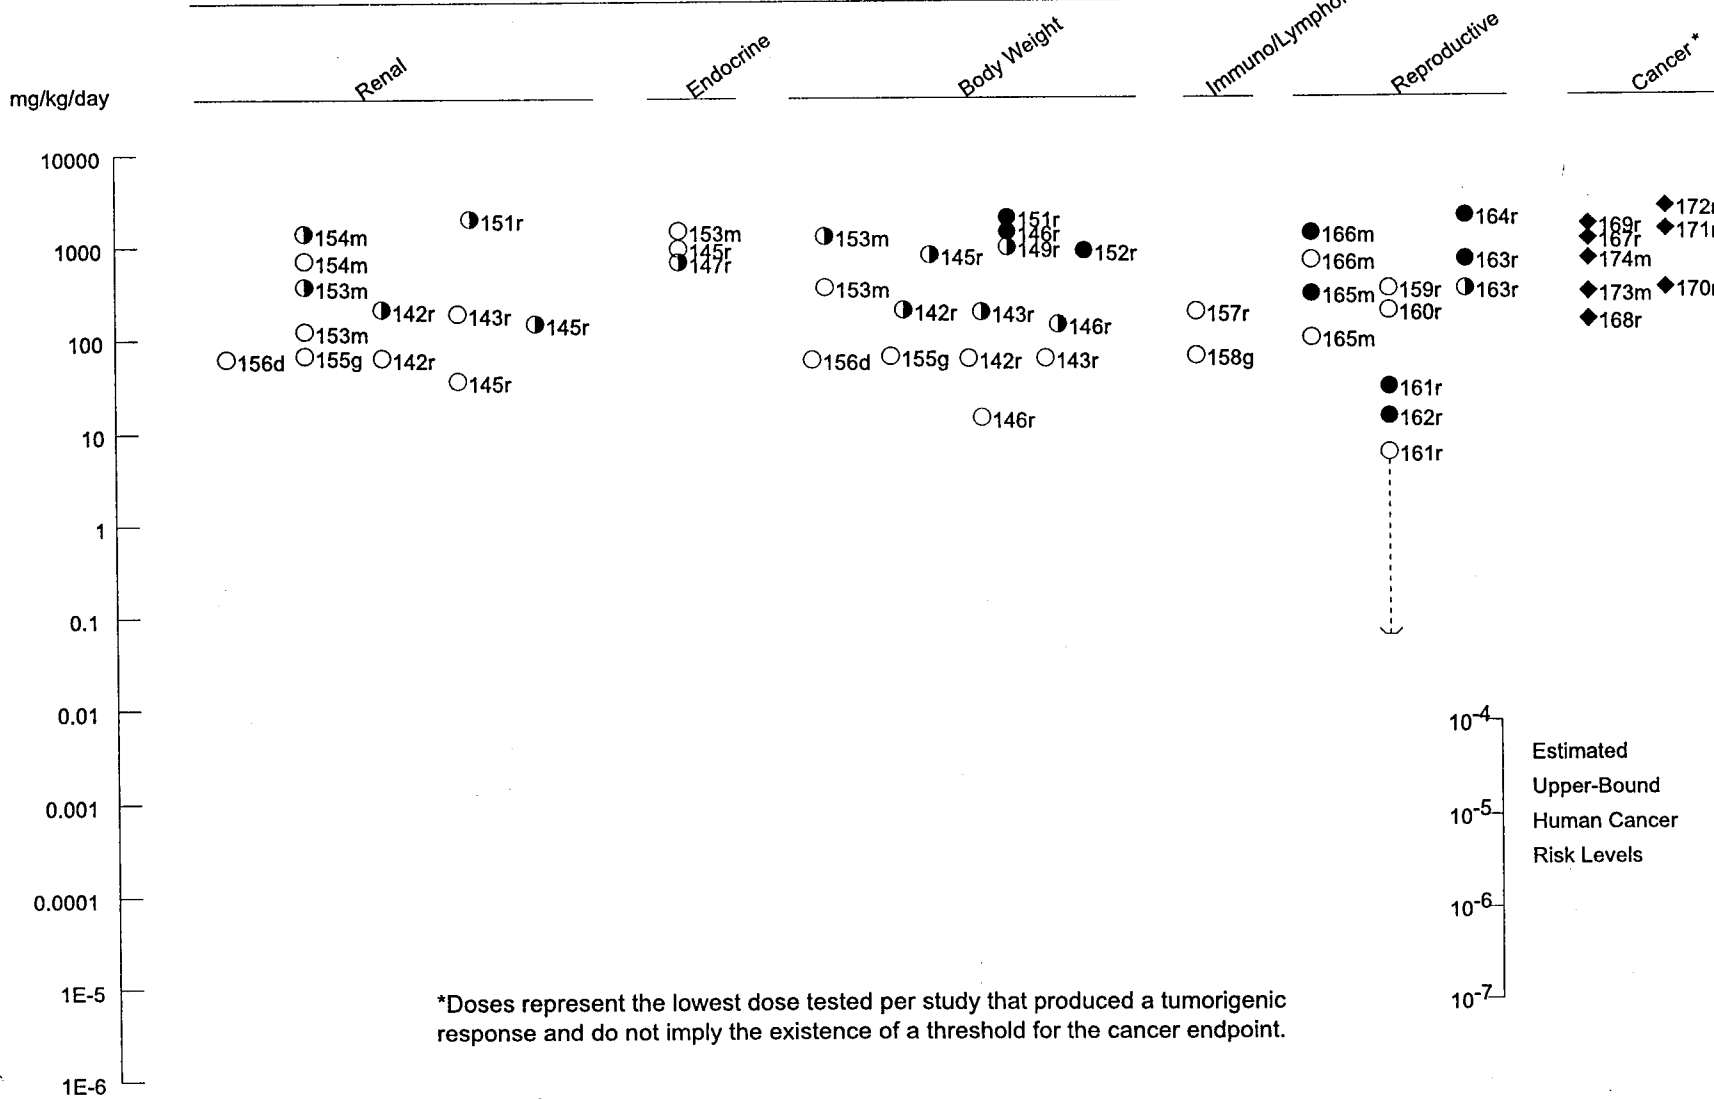 Renal
Endocrine
Body Weight
Reproductive
Cancer *
mg/kg/day
10000
1000
100
10
1
0.1
0.01
0.001
0.0001
1E-5
1E-6
151r
154m
154m
153m
142r
143r
145r
153m
156d
155g
142r
145r
153m
145r
147r
151r
146r
149r
152r
153m
145r
153m
142r
143r
146r
156d
155g
142r
143r
146r
157r
158g
164r
166m
163r
166m
165m
159r
163r
160r
165m
161r
162r
161r
169r
167r
171r
174m
173m
168r
10-4
10-5
10-6
10-7
Estimated
Upper-Bound
Human Cancer
Risk Levels
*Doses represent the lowest dose tested per study that produced a tumorigenic
response and do not imply the existence of a threshold for the cancer endpoint.